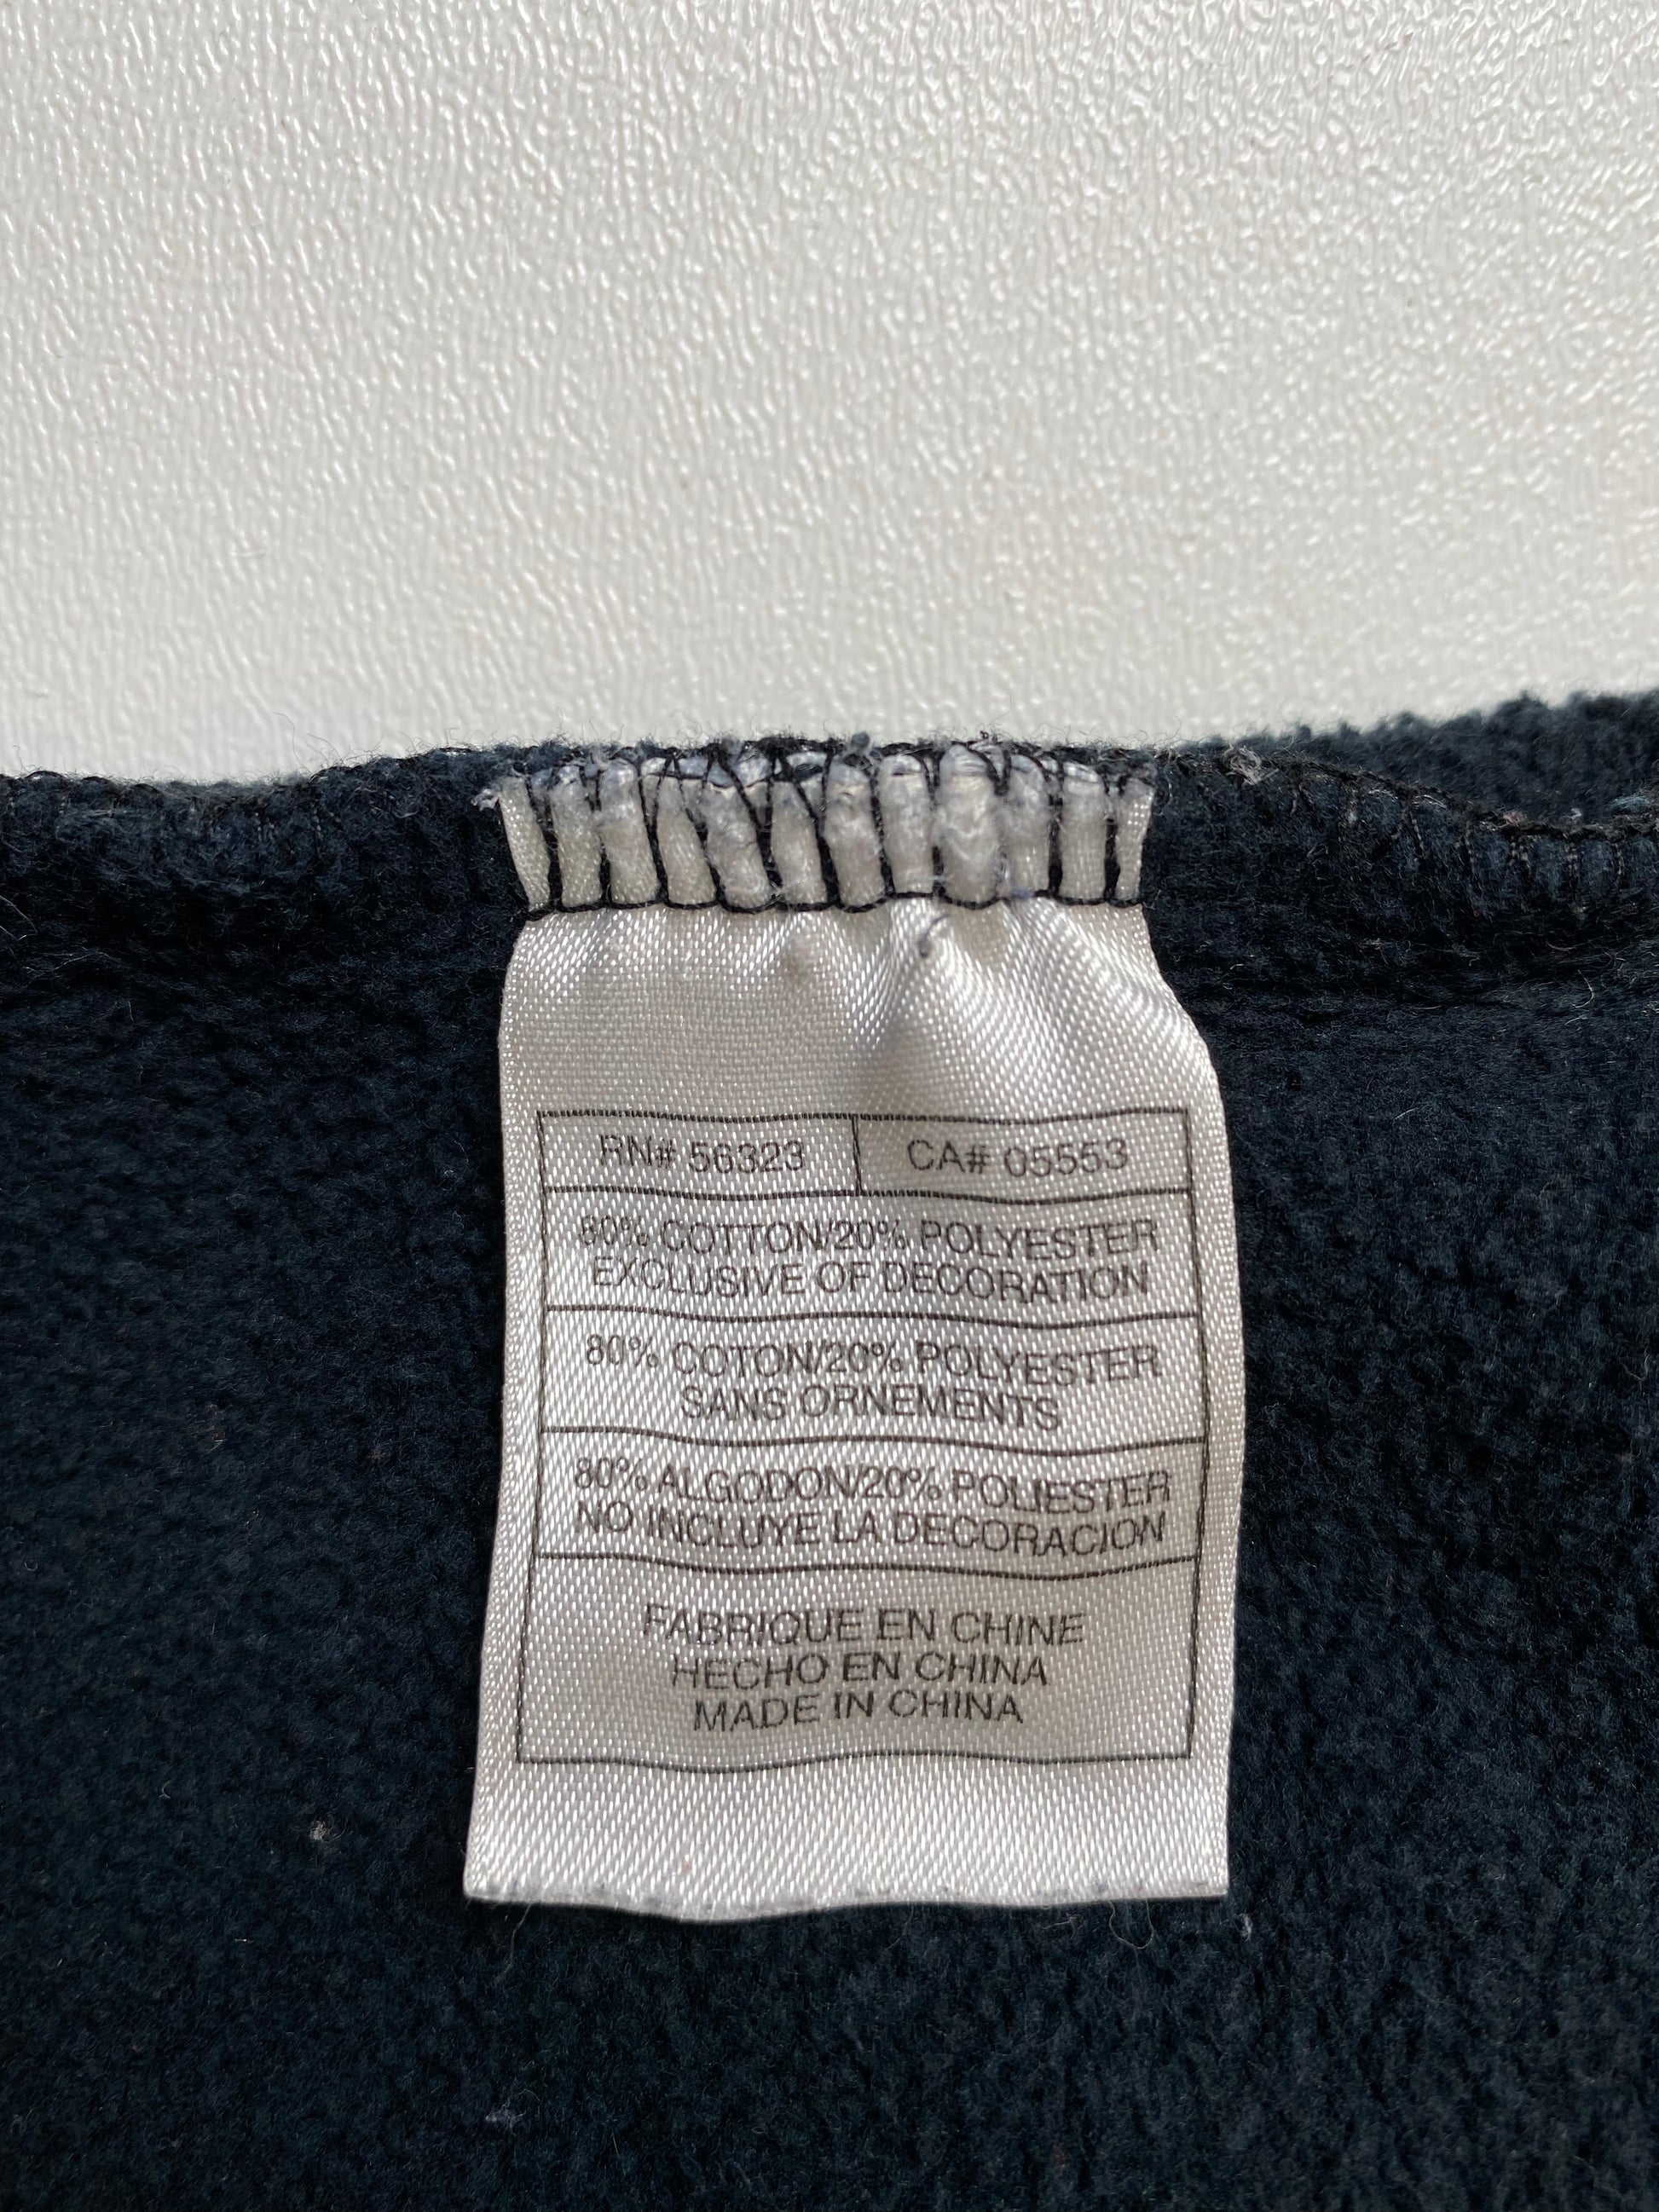 RN# 56323 CA# 05553
80% COTTON/20% POLYESTER
EXCLUSIVE OF DECORATION
80% COTON/20% POLYESTER
SANS ORNEMENTS
80% ALGODON/20% POLIESTER
NO INCLUYE LA DECORACION
FABRIQUE EN CHINE
HECHO EN CHINA
MADE IN CHINA